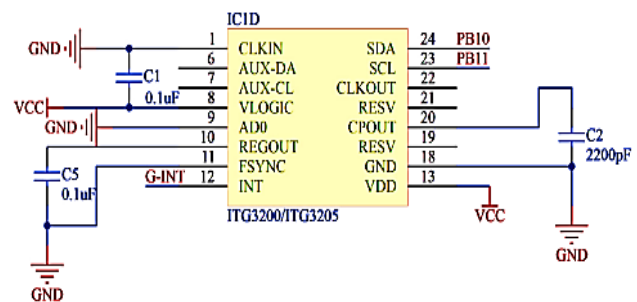 IC1D
GND
1 CLKIN SDA 24 PB10
6 AUX-DA SCL 23 PB11
C1
7 AUX-CL CLKOUT 22
0.1uF
VCC
8 VLOGIC RESV 21
GND
9 AD0 CPOUT 20
C2
10 REGOUT RESV 19
2200pF
11 FSYNC GND 18
C5
G-INT 12 INT VDD 13
0.1uF
ITG3200/ITG3205
VCC
GND
GND